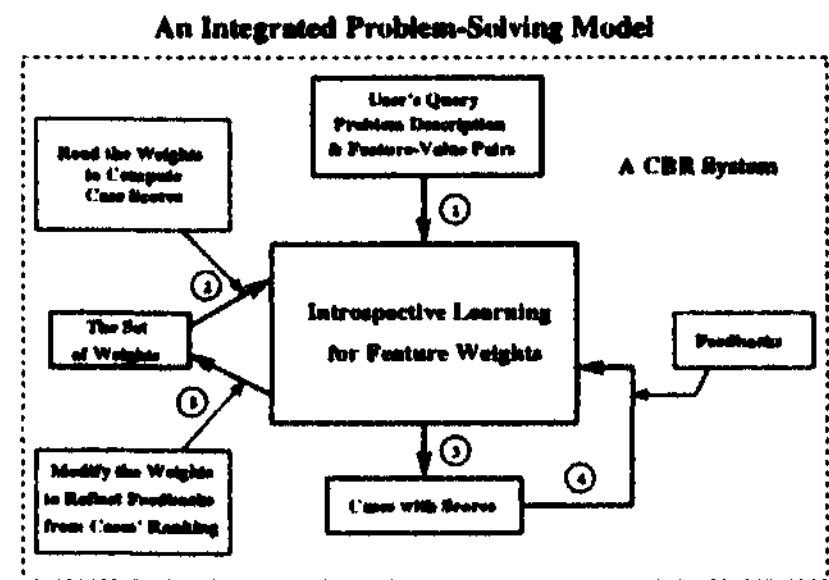 An Integrated Problem-Solving Model
User's Query
Problem Description
& Feature-Value Pairs
A CBR System
Read the Weights
to Compute
Case Scores
1
2
Introspective Learning
for Feature Weights
The Set
of Weights
Feedbacks
5
3
4
Modify the Weights
to Reflect Feedbacks
from Cases' Ranking
Cases with Scores